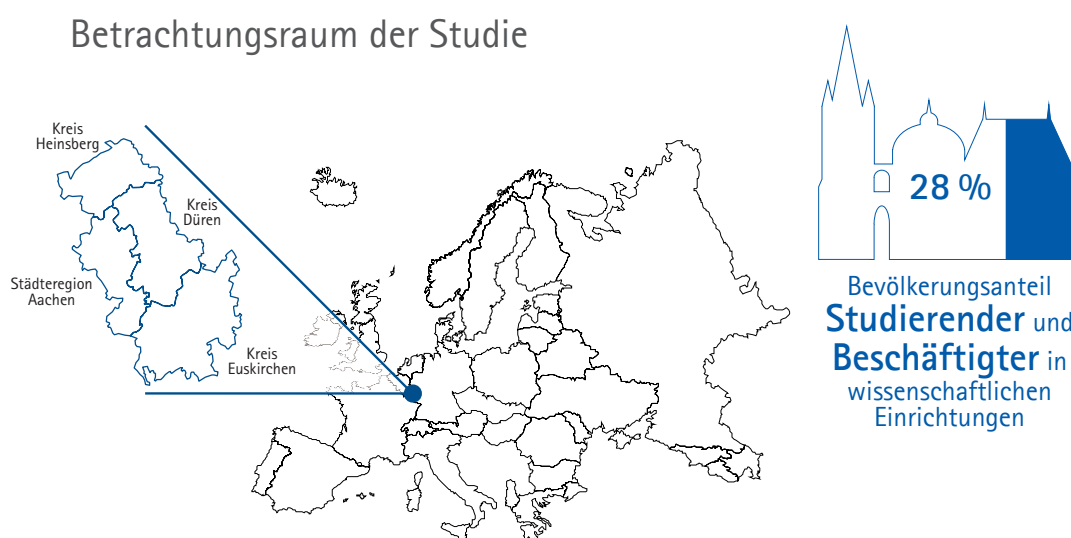 Betrachtungsraum der Studie
Kreis
Heinsberg
Kreis
Düren
Städteregion
Aachen
Kreis
Euskirchen
28 %
Bevölkerungsanteil
Studierender und
Beschäftigter in
wissenschaftlichen
Einrichtungen